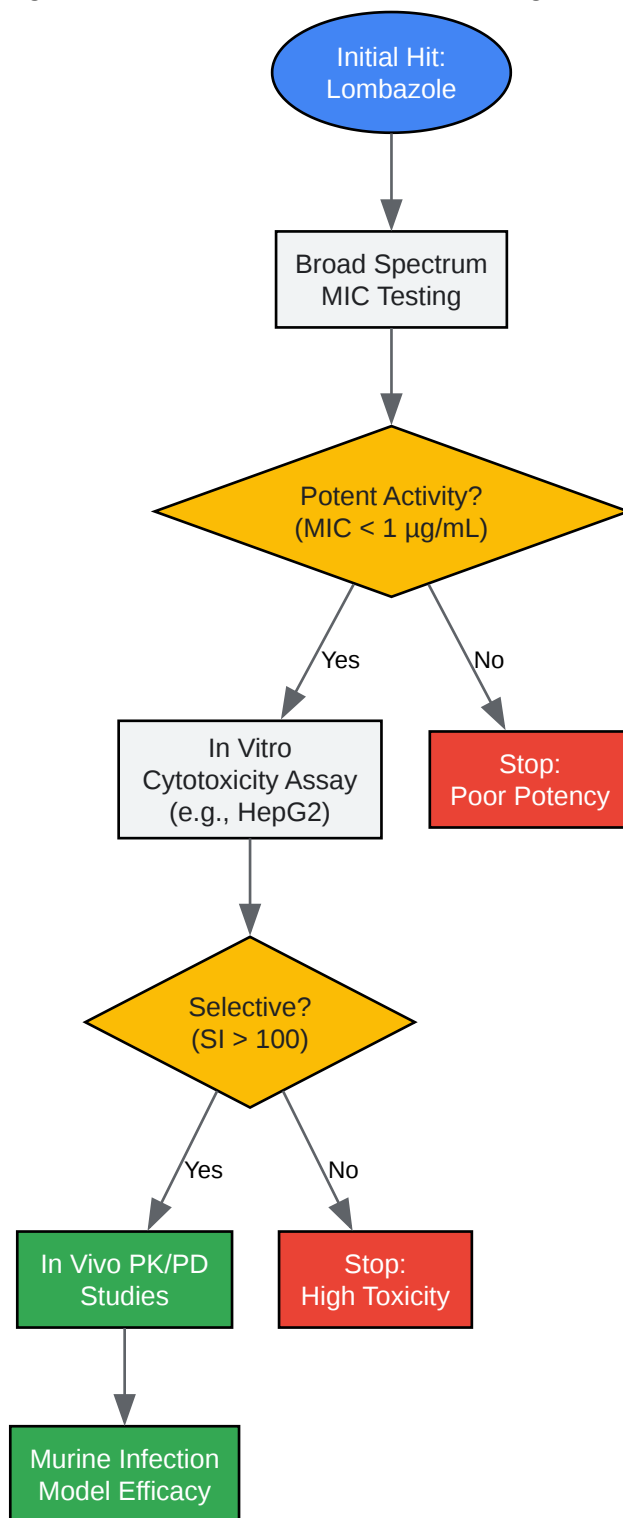 Initial Hit:
Lombazole
Broad Spectrum
MIC Testing
Potent Activity?
(MIC < 1 µg/mL)
Yes
No
In Vitro
Cytotoxicity Assay
(e.g., HepG2)
Stop:
Poor Potency
Selective?
(SI > 100)
Yes
No
In Vivo PK/PD
Studies
Stop:
High Toxicity
Murine Infection
Model Efficacy